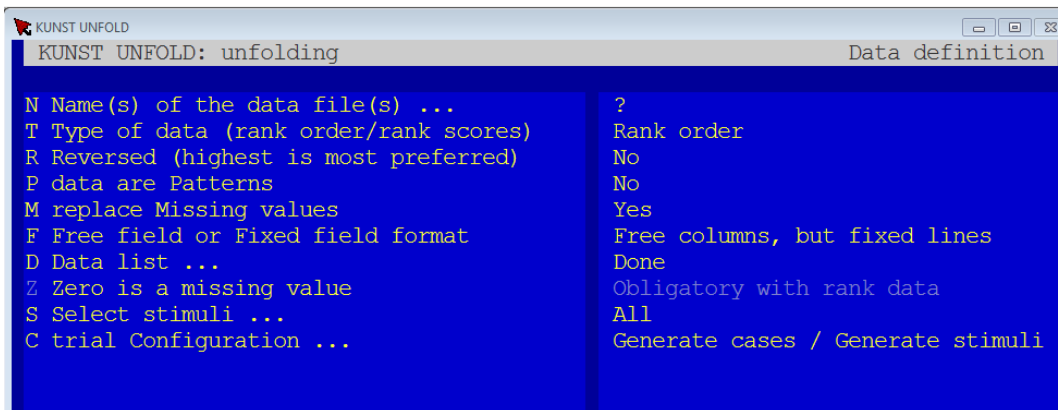 KUNST UNFOLD
KUNST UNFOLD: unfolding Data definition
N Name(s) of the data file(s) ... ?
T Type of data (rank order/rank scores) Rank order
R Reversed (highest is most preferred) No
P data are Patterns No
M replace Missing values Yes
F Free field or Fixed field format Free columns, but fixed lines
D Data list ... Done
Z Zero is a missing value Obligatory with rank data
S Select stimuli ... All
C trial Configuration ... Generate cases / Generate stimuli